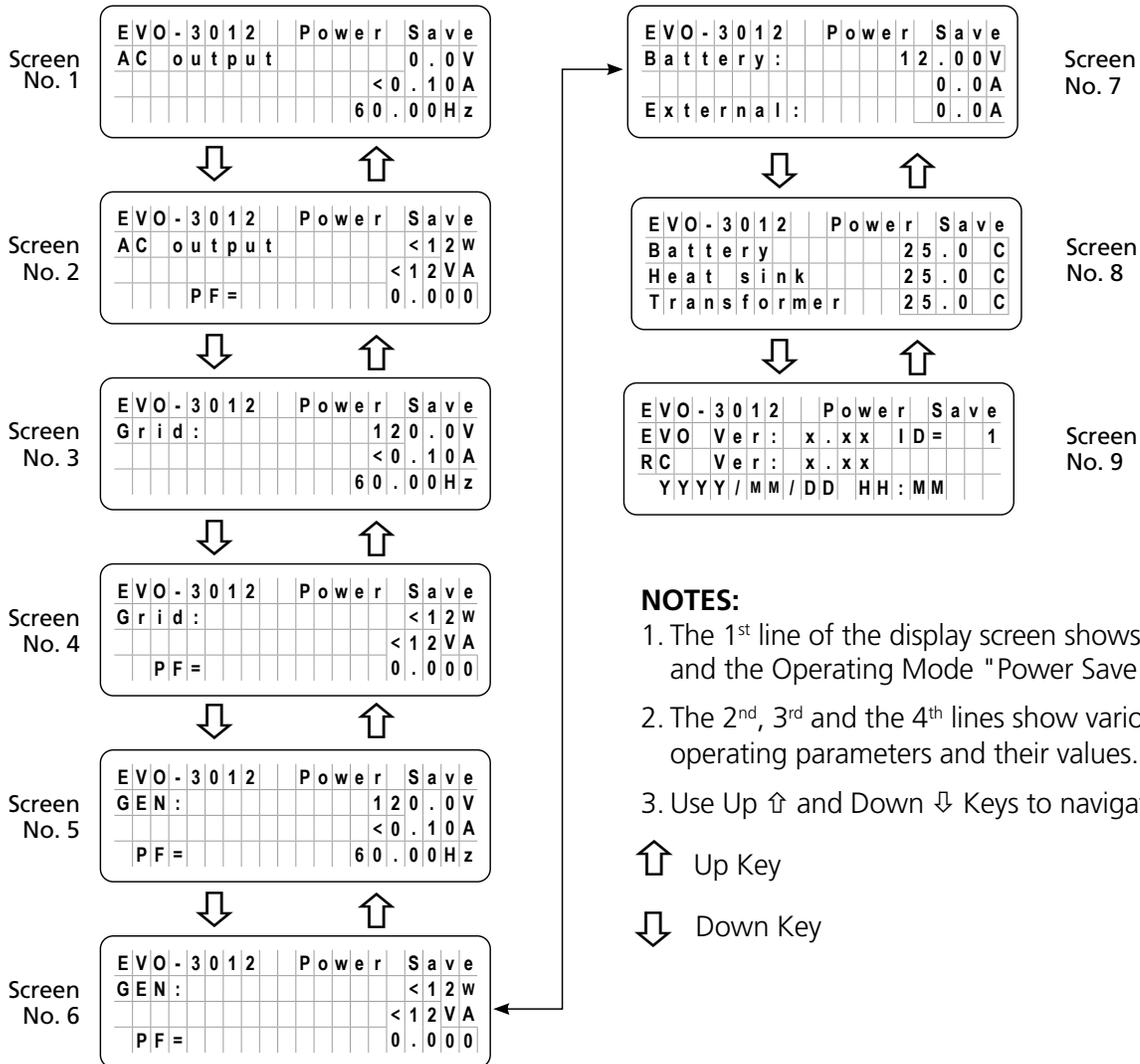 Screen No. 1
EVO-3012 Power Save
AC output 0.0V
<0.10A
60.00Hz
Screen No. 2
EVO-3012 Power Save
AC output <12W
<12VA
PF= 0.000
Screen No. 3
EVO-3012 Power Save
Grid: 120.0V
<0.10A
60.00Hz
Screen No. 4
EVO-3012 Power Save
Grid: <12W
<12VA
PF= 0.000
Screen No. 5
EVO-3012 Power Save
GEN: 120.0V
<0.10A
PF= 60.00Hz
Screen No. 6
EVO-3012 Power Save
GEN: <12W
<12VA
PF= 0.000
Screen No. 7
EVO-3012 Power Save
Battery: 12.00V
0.0A
External: 0.0A
Screen No. 8
EVO-3012 Power Save
Battery 25.0 C
Heat sink 25.0 C
Transformer 25.0 C
Screen No. 9
EVO-3012 Power Save
EVO Ver: x.xx ID= 1
RC Ver: x.xx
YYYY/MM/DD HH:MM
NOTES:
1. The 1st line of the display screen shows
and the Operating Mode "Power Save
2. The 2nd, 3rd and the 4th lines show
operating parameters and their values.
3. Use Up ⇧ and Down ⇩ Keys to
⇧ Up Key
⇩ Down Key